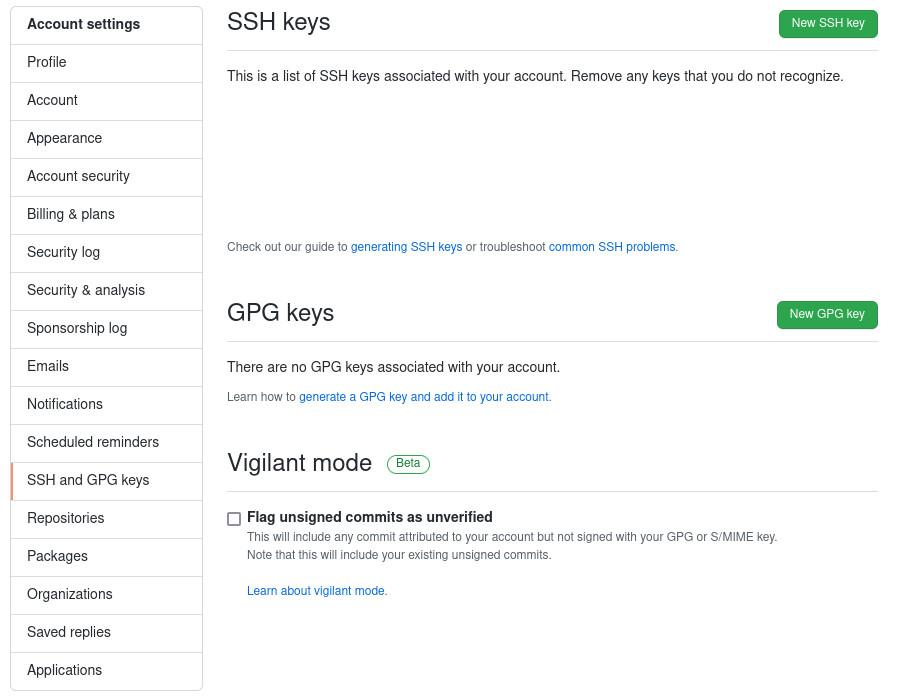 Account settings
Profile
Account
Appearance
Account security
Billing & plans
Security log
Security & analysis
Sponsorship log
Emails
Notifications
Scheduled reminders
SSH and GPG keys
Repositories
Packages
Organizations
Saved replies
Applications
SSH keys
New SSH key
This is a list of SSH keys associated with your account. Remove any keys that you do not recognize.
Check out our guide to generating SSH keys or troubleshoot common SSH problems.
GPG keys
New GPG key
There are no GPG keys associated with your account.
Learn how to generate a GPG key and add it to your account.
Vigilant mode
Beta
Flag unsigned commits as unverified
This will include any commit attributed to your account but not signed with your GPG or S/MIME key.
Note that this will include your existing unsigned commits.
Learn about vigilant mode.